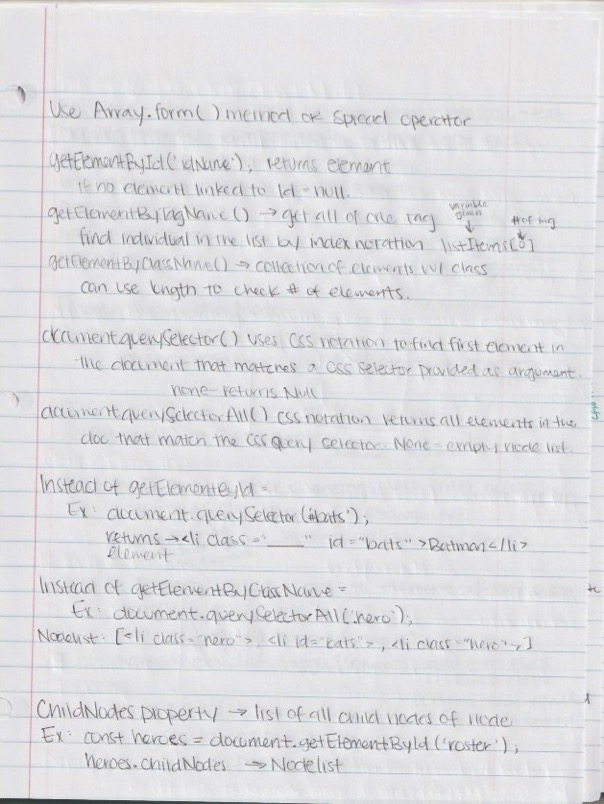 Use Array.form() method or spread operator
getElementById('idName'); returns element
if no element linked to Id = null.
getElementByTagName() → get all of one tag
variable given ↓
# of tag ↓
find individual in the list by index notation listItems[0]
getElementByClassName() → collection of elements w/ class
can use length to check # of elements.
document.querySelector() uses CSS notation to find first element in
the document that matches a CSS selector provided as argument.
none - returns Null
document.querySelectorAll() CSS notation returns all elements in the
doc that match the CSS query selector. None = empty node list.
Instead of getElementById =
Ex: document.querySelector('#bats');
returns → <li class="____" id="bats">Batman</li>
element
Instead of getElementByClassName =
Ex: document.querySelectorAll('.hero');
Nodelist: [<li class="hero">, <li id="bats">, <li class="hero">]
ChildNodes property → list of all child nodes of node.
Ex: const heroes = document.getElementById('roster');
heroes.childNodes → Nodelist